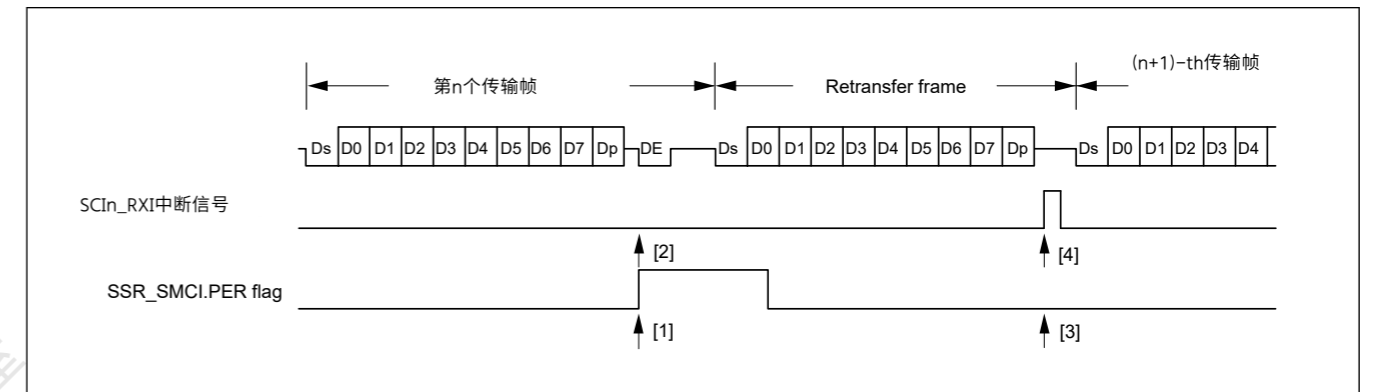 第n个传输帧 Retransfer frame (n+1)-th传输帧
Ds D0 D1 D2 D3 D4 D5 D6 D7 Dp DE Ds D0 D1 D2 D3 D4 D5 D6 D7 Dp Ds D0 D1 D2 D3 D4
SCIn_RXI中断信号
[2] [4]
SSR_SMCI.PER flag
[1] [3]